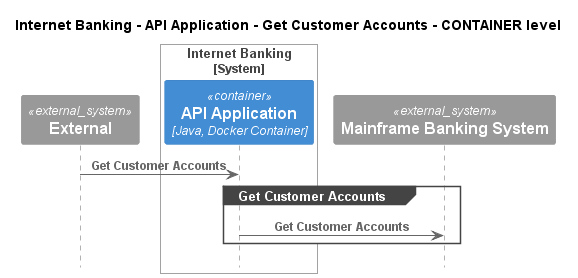 Internet Banking - API Application - Get Customer Accounts - CONTAINER level
Internet Banking
[System]
«external_system»
External
«container»
API Application
[Java, Docker Container]
«external_system»
Mainframe Banking System
Get Customer Accounts
Get Customer Accounts
Get Customer Accounts